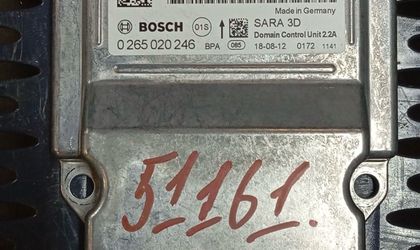 Made in Germany
BOSCH 01S SARA 3D
Domain Control Unit 2.2A
0 265 020 246 BPA 085 18-08-12 0172 1141
51161.